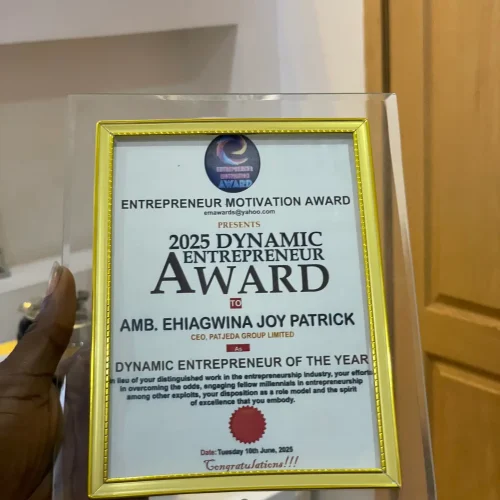 ENTREPRENEUR
MOTIVATION
AWARD
ENTREPRENEUR MOTIVATION AWARD
emawards@yahoo.com
PRESENTS
2025 DYNAMIC
ENTREPRENEUR
AWARD
TO
AMB. EHIAGWINA JOY PATRICK
CEO, PATJEDA GROUP LIMITED
As
DYNAMIC ENTREPRENEUR OF THE YEAR
in lieu of your distinguished work in the entrepreneurship industry, your efforts
in overcoming the odds, engaging fellow millennials in entrepreneurship
among other exploits, your disposition as a role model and the spirit
of excellence that you embody.
Date: Tuesday 10th June, 2025
Congratulations!!!